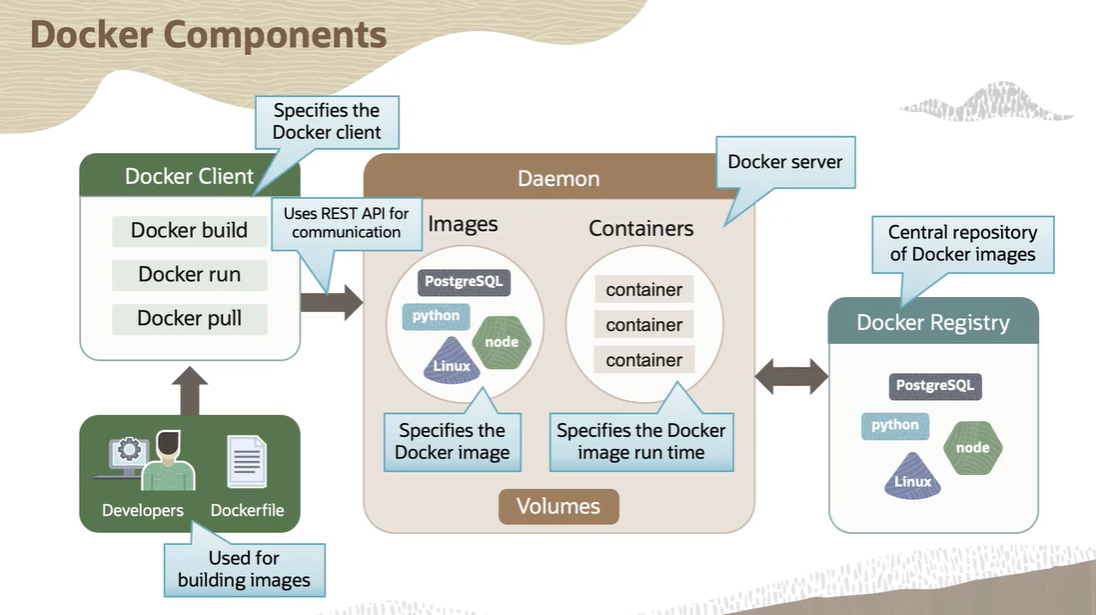 Docker Components
Specifies the
Docker client
Docker Client
Docker build
Docker run
Docker pull
Uses REST API for
communication
Developers
Dockerfile
Used for
building images
Daemon
Docker server
Images
PostgreSQL
python
node
Linux
Specifies the
Docker image
Containers
container
container
container
Specifies the Docker
image run time
Volumes
Central repository
of Docker images
Docker Registry
PostgreSQL
python
node
Linux